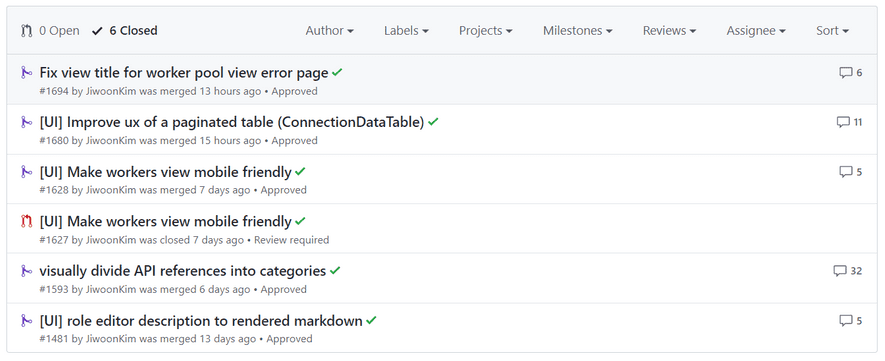 0 Open 6 Closed Author Labels Projects Milestones Reviews Assignee Sort
Fix view title for worker pool view error page 6
#1694 by JiwoonKim was merged 13 hours ago • Approved
[UI] Improve ux of a paginated table (ConnectionDataTable) 11
#1680 by JiwoonKim was merged 15 hours ago • Approved
[UI] Make workers view mobile friendly 5
#1628 by JiwoonKim was merged 7 days ago • Approved
[UI] Make workers view mobile friendly
#1627 by JiwoonKim was closed 7 days ago • Review required
visually divide API references into categories 32
#1593 by JiwoonKim was merged 6 days ago • Approved
[UI] role editor description to rendered markdown 5
#1481 by JiwoonKim was merged 13 days ago • Approved